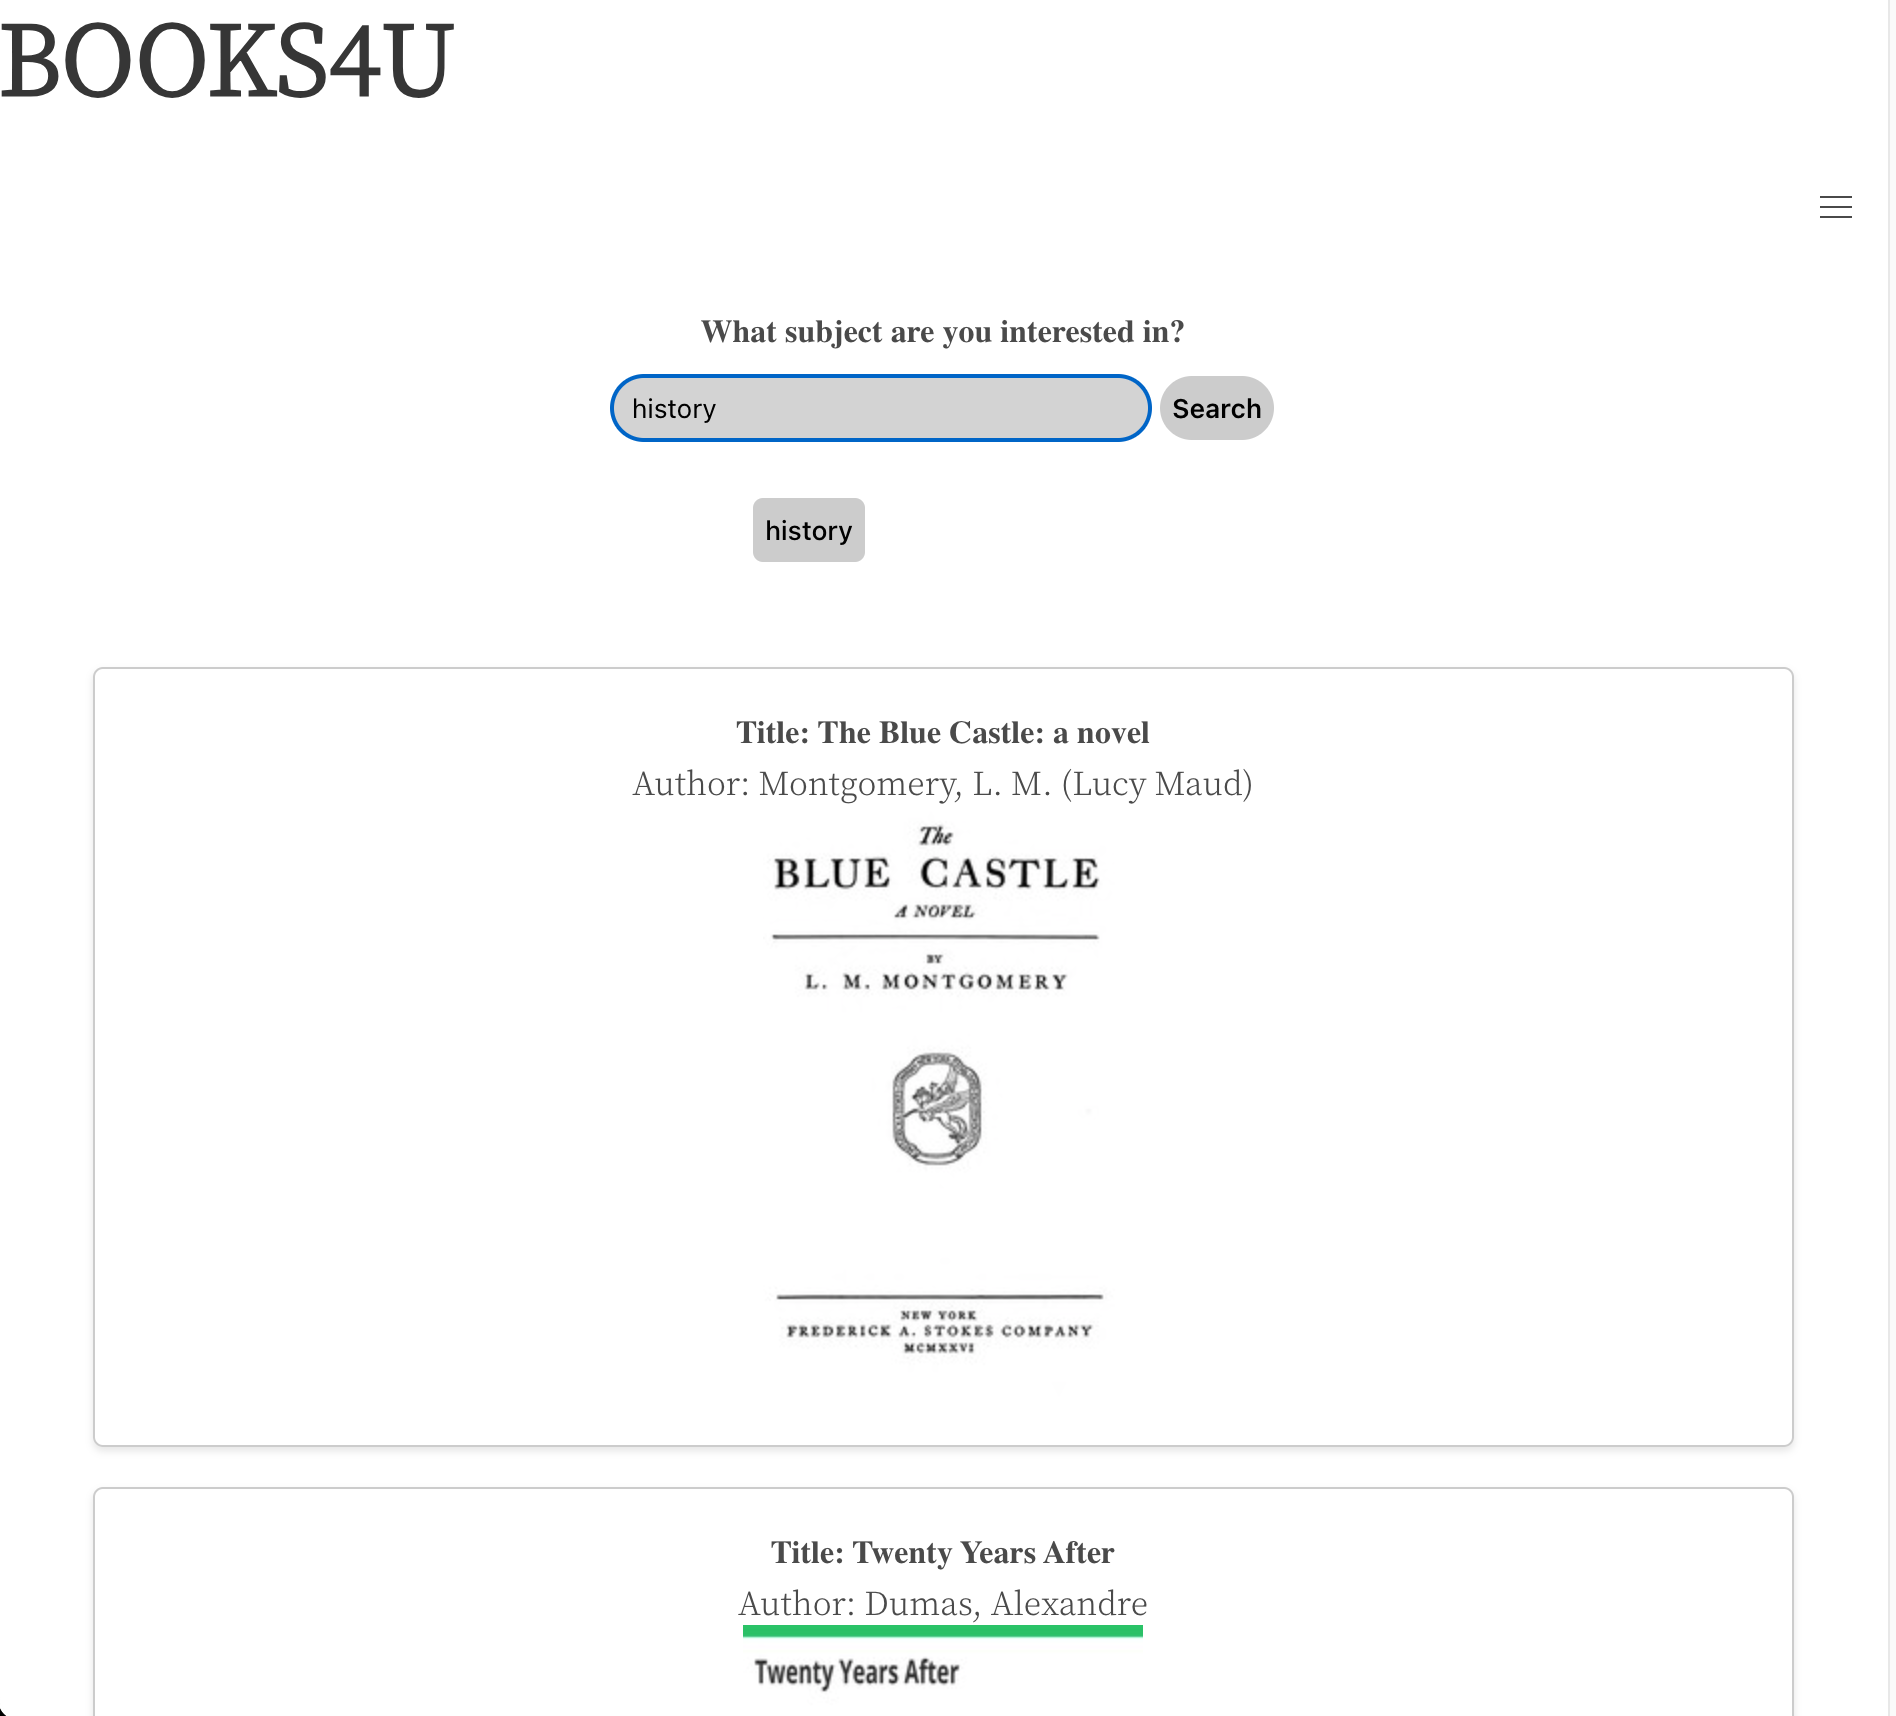 BOOKS4U
What subject are you interested in?
history
Search
history
Title: The Blue Castle: a novel
Author: Montgomery, L. M. (Lucy Maud)
The
BLUE CASTLE
A NOVEL
BY
L. M. MONTGOMERY
NEW YORK
FREDERICK A. STOKES COMPANY
MCMXXVI
Title: Twenty Years After
Author: Dumas, Alexandre
Twenty Years After